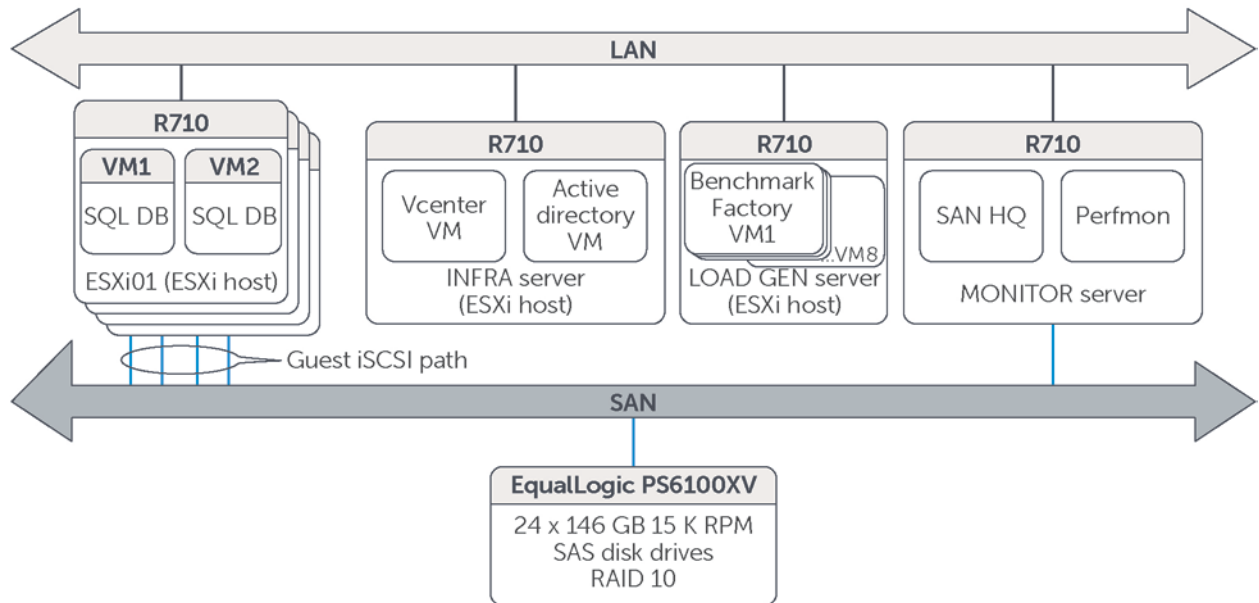 LAN
R710
VM1
SQL DB
VM2
SQL DB
ESXi01 (ESXi host)
R710
Vcenter
VM
Active
directory
VM
INFRA server
(ESXi host)
R710
Benchmark
Factory
VM1
...VM8
LOAD GEN server
(ESXi host)
R710
SAN HQ
Perfmon
MONITOR server
Guest iSCSI path
SAN
EqualLogic PS6100XV
24 x 146 GB 15 K RPM
SAS disk drives
RAID 10